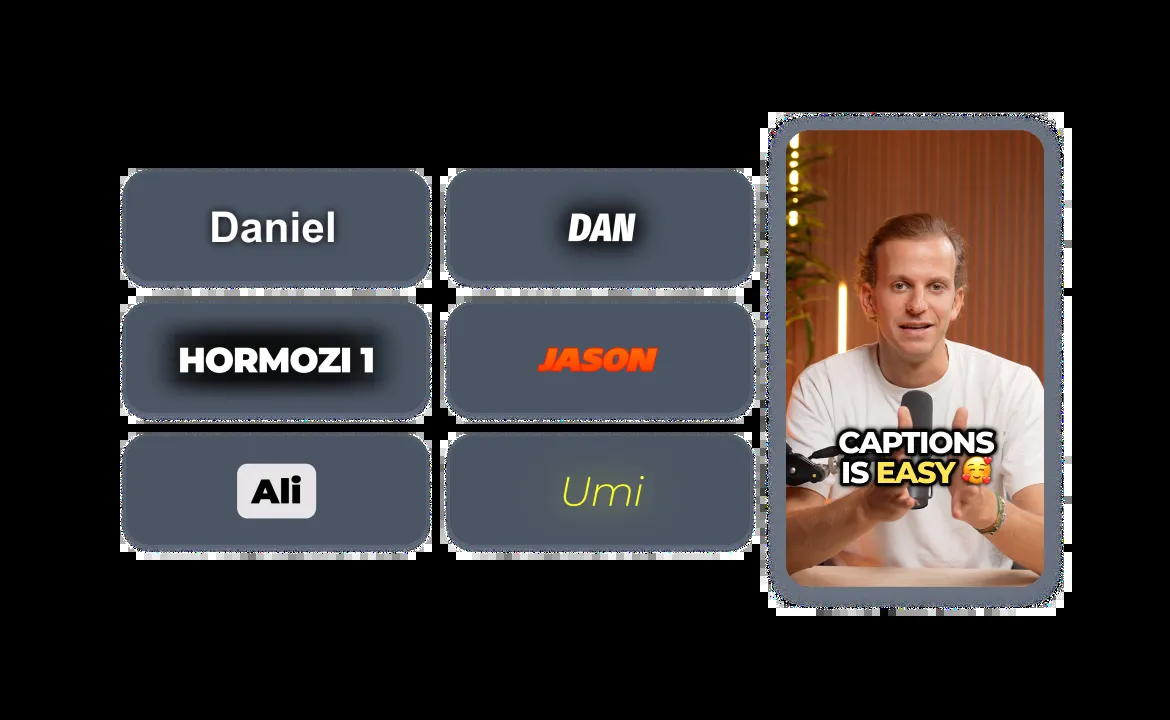 Daniel
DAN
HORMOZI 1
JASON
Ali
Umi
CAPTIONS
IS EASY 🥰